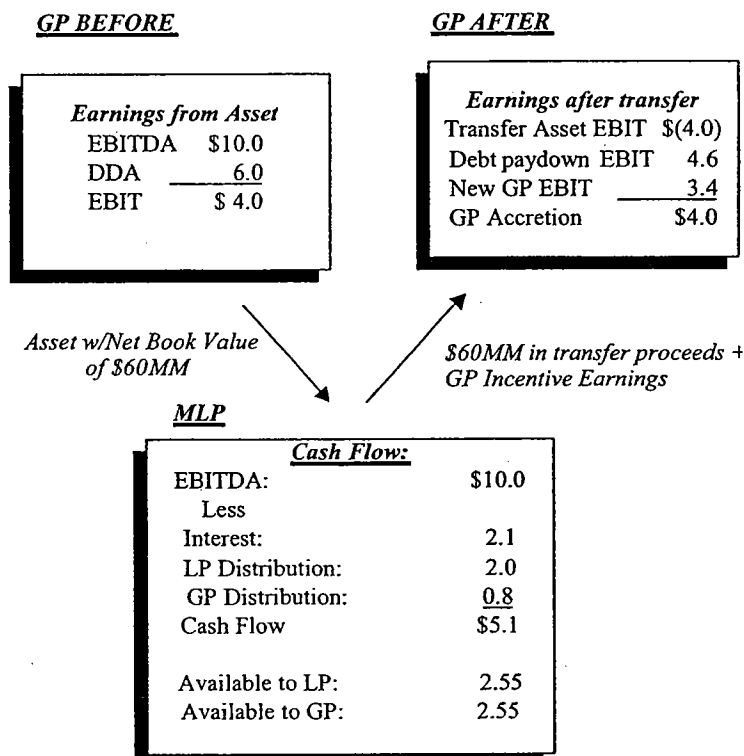 GP BEFORE
Earnings from Asset
EBITDA $10.0
DDA 6.0
EBIT $ 4.0
GP AFTER
Earnings after transfer
Transfer Asset EBIT $(4.0)
Debt paydown EBIT 4.6
New GP EBIT 3.4
GP Accretion $4.0
Asset w/Net Book Value
of $60MM
$60MM in transfer proceeds +
GP Incentive Earnings
MLP
Cash Flow:
EBITDA: $10.0
Less
Interest: 2.1
LP Distribution: 2.0
GP Distribution: 0.8
Cash Flow $5.1
Available to LP: 2.55
Available to GP: 2.55